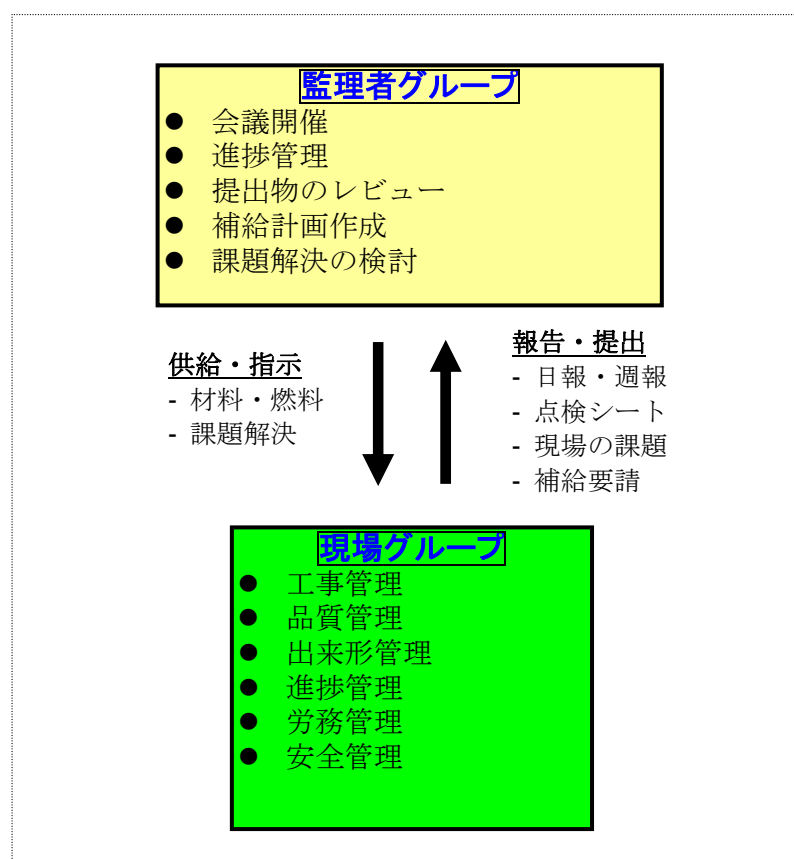 監理者グループ
● 会議開催
● 進捗管理
● 提出物のレビュー
● 補給計画作成
● 課題解決の検討
供給・指示
- 材料・燃料
- 課題解決
報告・提出
- 日報・週報
- 点検シート
- 現場の課題
- 補給要請
現場グループ
● 工事管理
● 品質管理
● 出来形管理
● 進捗管理
● 労務管理
● 安全管理